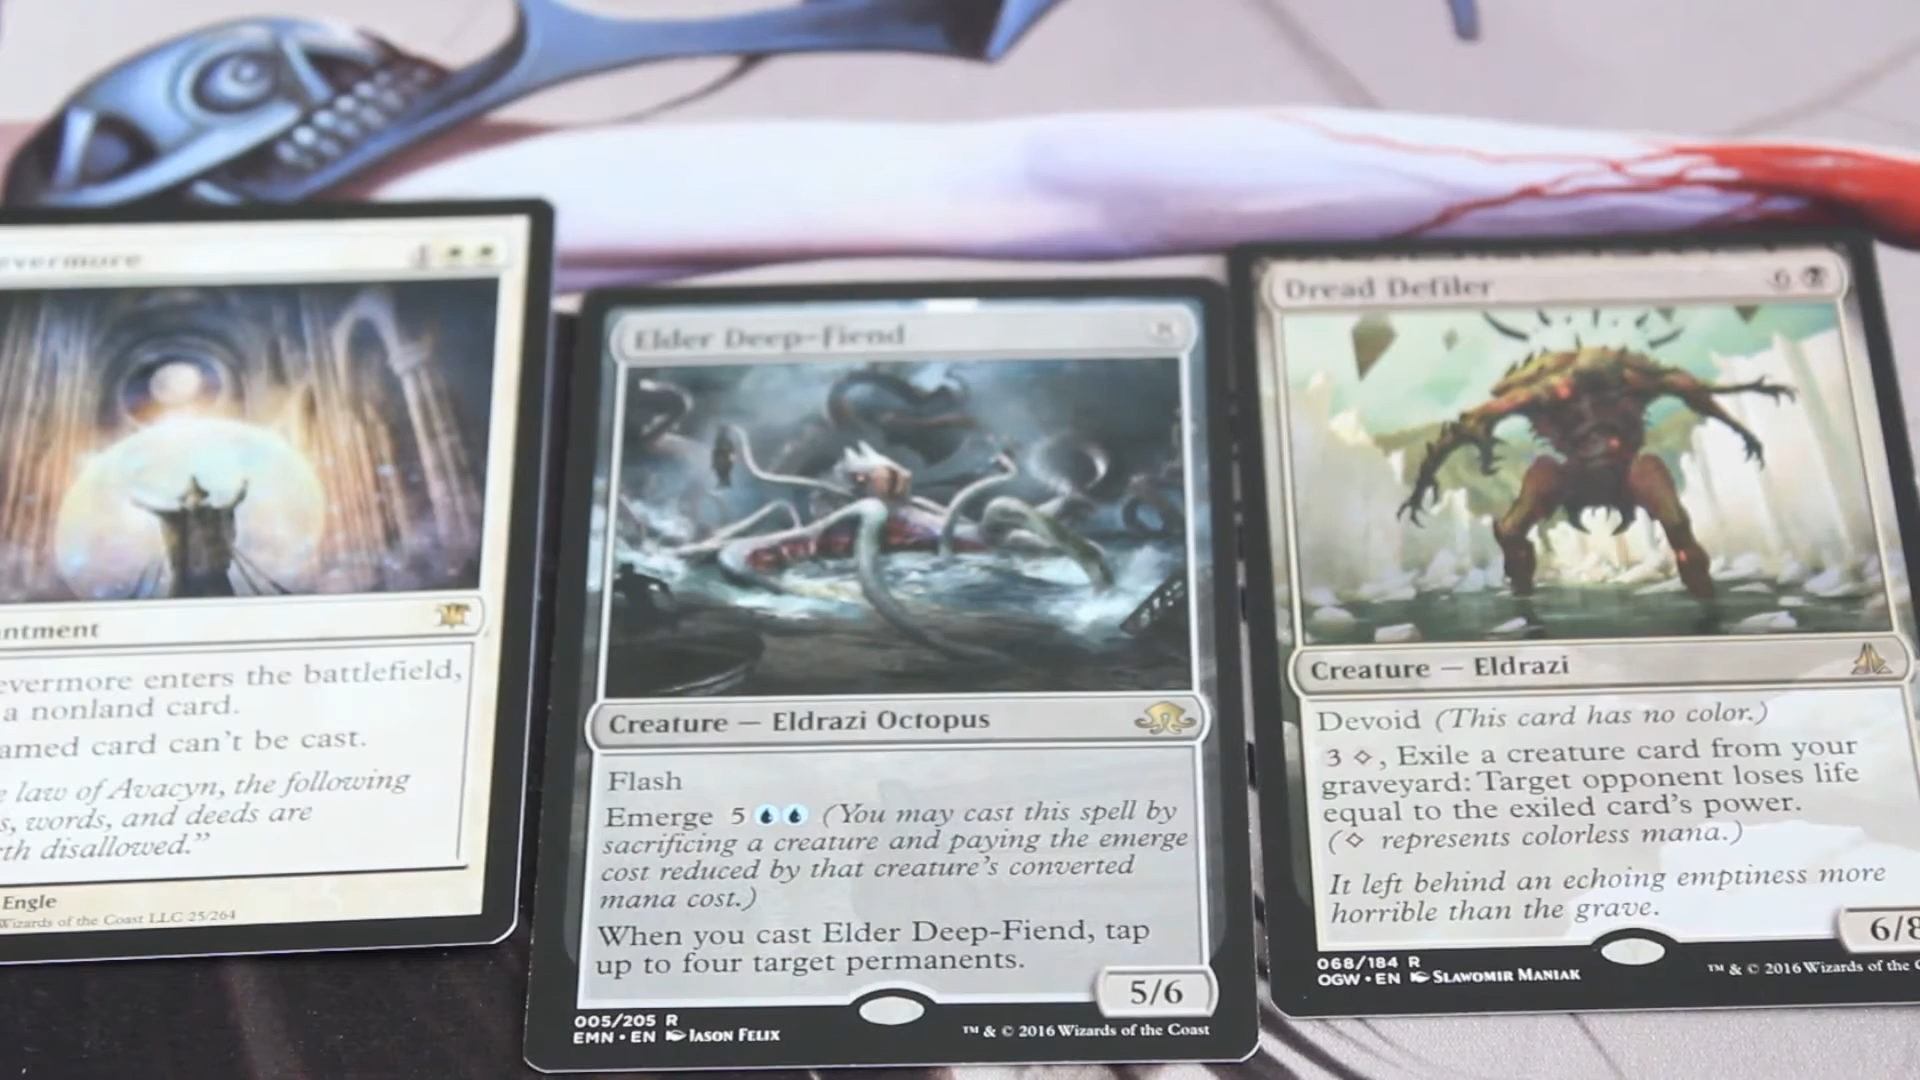 evermore 1
ntment
evermore enters the battlefield,
a nonland card.
amed card can't be cast.
e law of Avacyn, the following
s, words, and deeds are
th disallowed."
Engle
Wizards of the Coast LLC 25/264
Elder Deep-Fiend 8
Creature — Eldrazi Octopus
Flash
Emerge 5 (You may cast this spell by
sacrificing a creature and paying the emerge
cost reduced by that creature's converted
mana cost.)
When you cast Elder Deep-Fiend, tap
up to four target permanents.
5/6
005/205 R
EMN • EN Jason Felix
™ & © 2016 Wizards of the Coast
Dread Defiler 6
Creature — Eldrazi
Devoid (This card has no color.)
3 , Exile a creature card from your
graveyard: Target opponent loses life
equal to the exiled card's power.
( represents colorless mana.)
It left behind an echoing emptiness more
horrible than the grave.
6/8
068/184 R
OGW • EN Slawomir Maniak
™ & © 2016 Wizards of the C